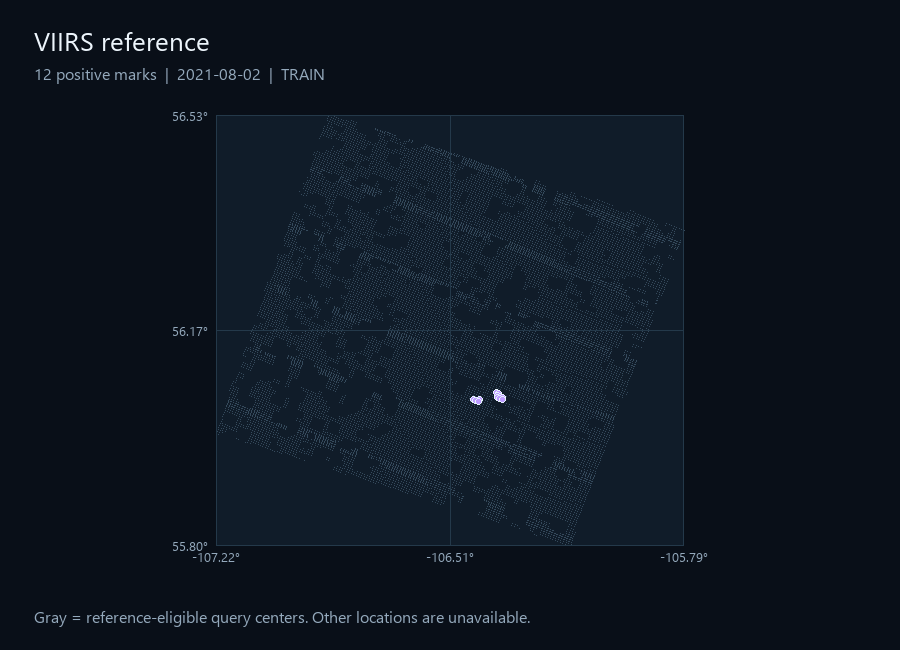 VIIRS reference
12 positive marks | 2021-08-02 | TRAIN
56.53°
56.17°
55.80°
-107.22°
-106.51°
-105.79°
Gray = reference-eligible query centers. Other locations are unavailable.